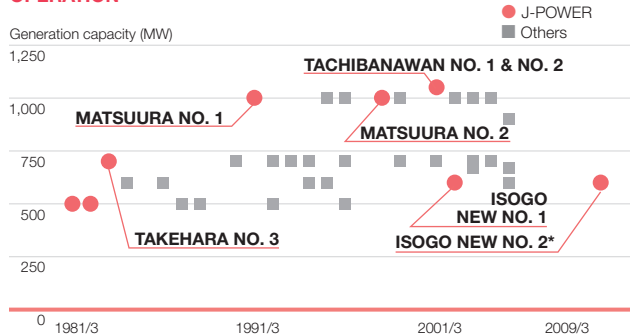 OPERATION
J-POWER
Others
Generation capacity (MW)
1,250
TACHIBANAWAN NO. 1 & NO. 2
1,000
MATSUURA NO. 1
MATSUURA NO. 2
750
500
ISOGO
NEW NO. 1
TAKEHARA NO. 3
ISOGO NEW NO. 2*
250
0
1981/3
1991/3
2001/3
2009/3